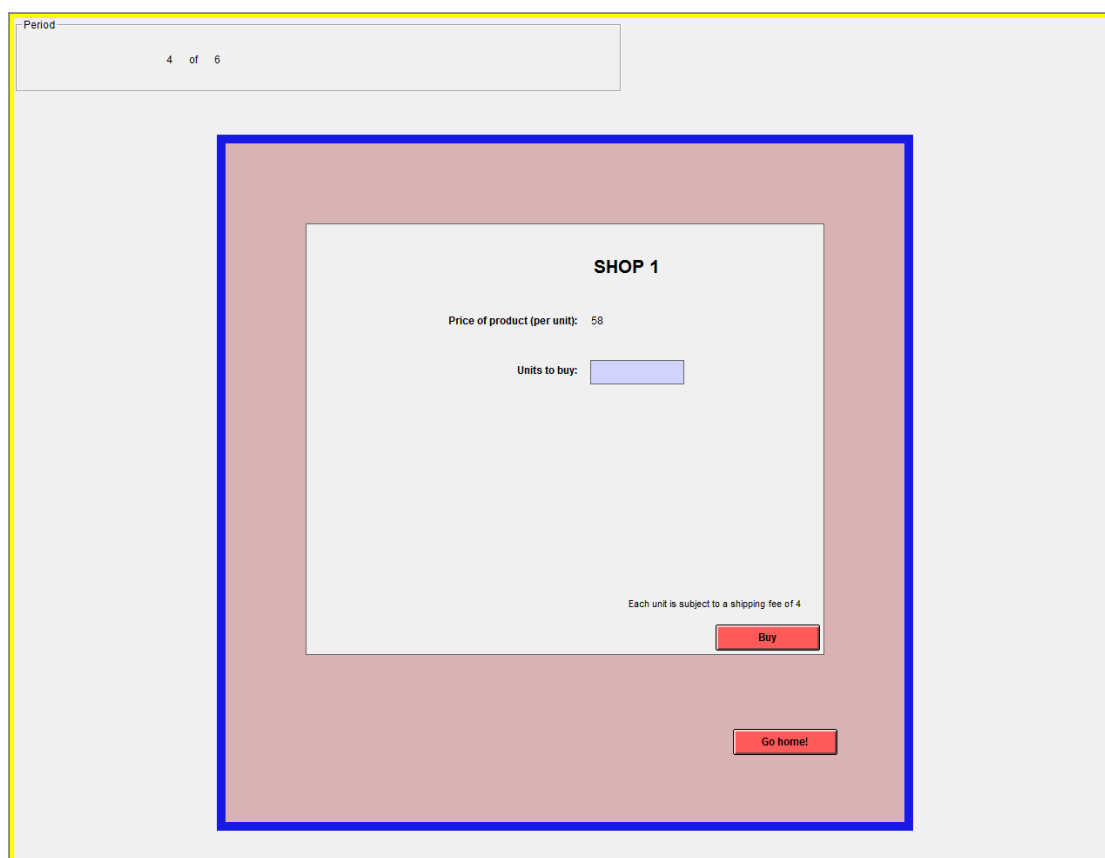 Period
4 of 6
SHOP 1
Price of product (per unit): 58
Units to buy:
Each unit is subject to a shipping fee of 4
Buy
Go home!